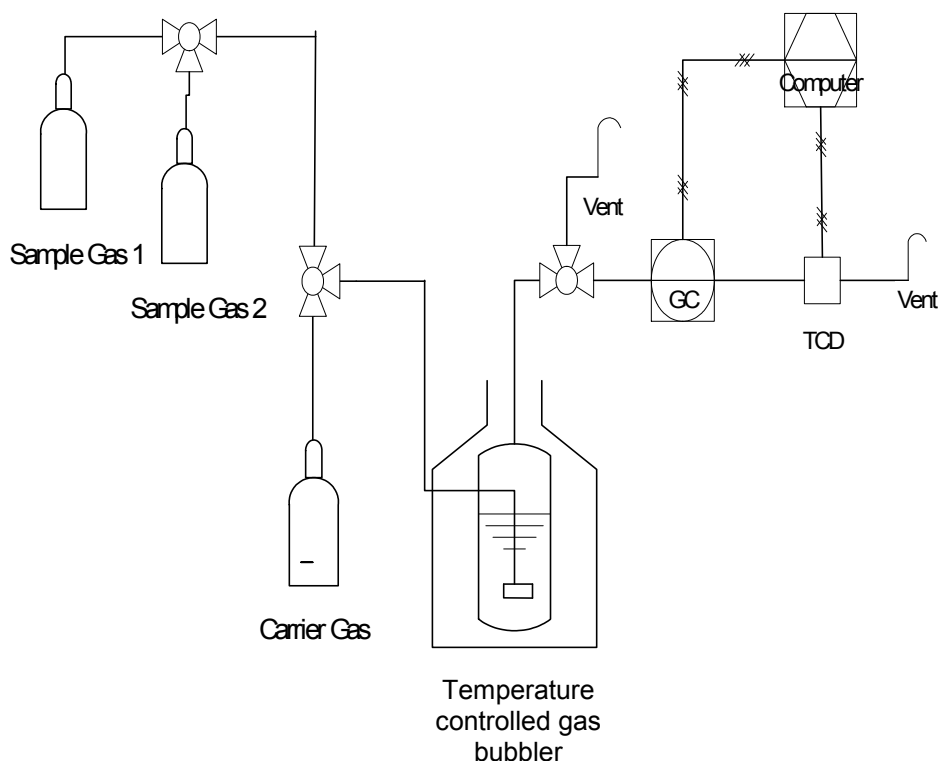 Computer
Vent
Sample Gas 1
Sample Gas 2
GC
Vent
TCD
Carrier Gas
Temperature
controlled gas
bubbler